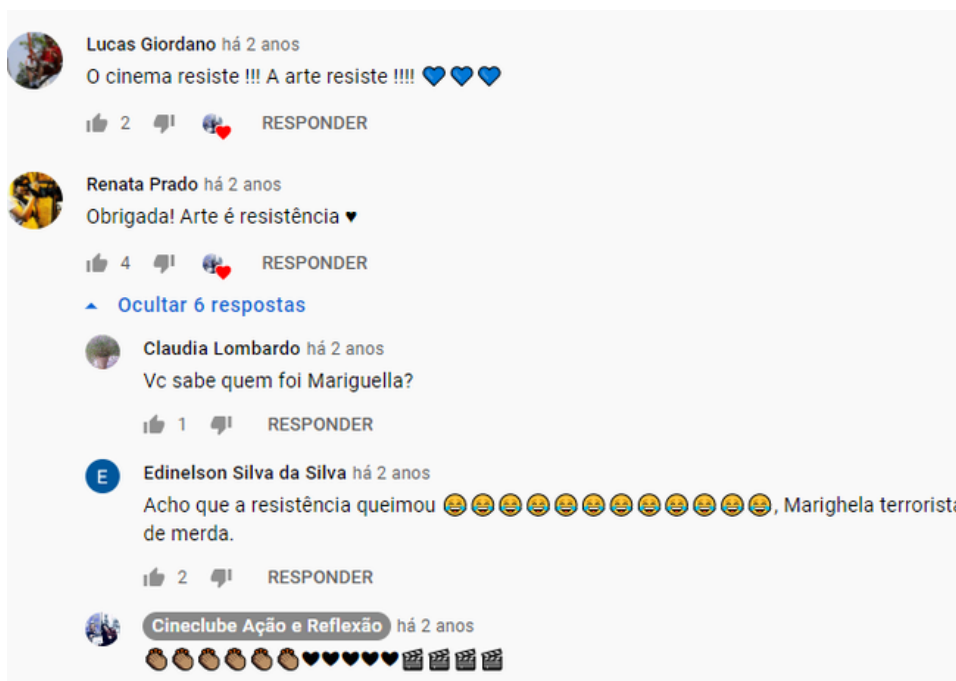 Lucas Giordano há 2 anos
O cinema resiste !!! A arte resiste !!!! 💙 💙 💙
2 RESPONDER
Renata Prado há 2 anos
Obrigada! Arte é resistência ♥
4 RESPONDER
Ocultar 6 respostas
Claudia Lombardo há 2 anos
Vc sabe quem foi Mariguella?
1 RESPONDER
E
Edinelson Silva da Silva há 2 anos
Acho que a resistência queimou 😂😂😂😂😂😂😂😂😂😂😂😂, Marighela terrorista
de merda.
2 RESPONDER
Cineclube Ação e Reflexão há 2 anos
👏🏽👏🏽👏🏽👏🏽👏🏽👏🏽♥♥♥♥♥🎬🎬🎬🎬